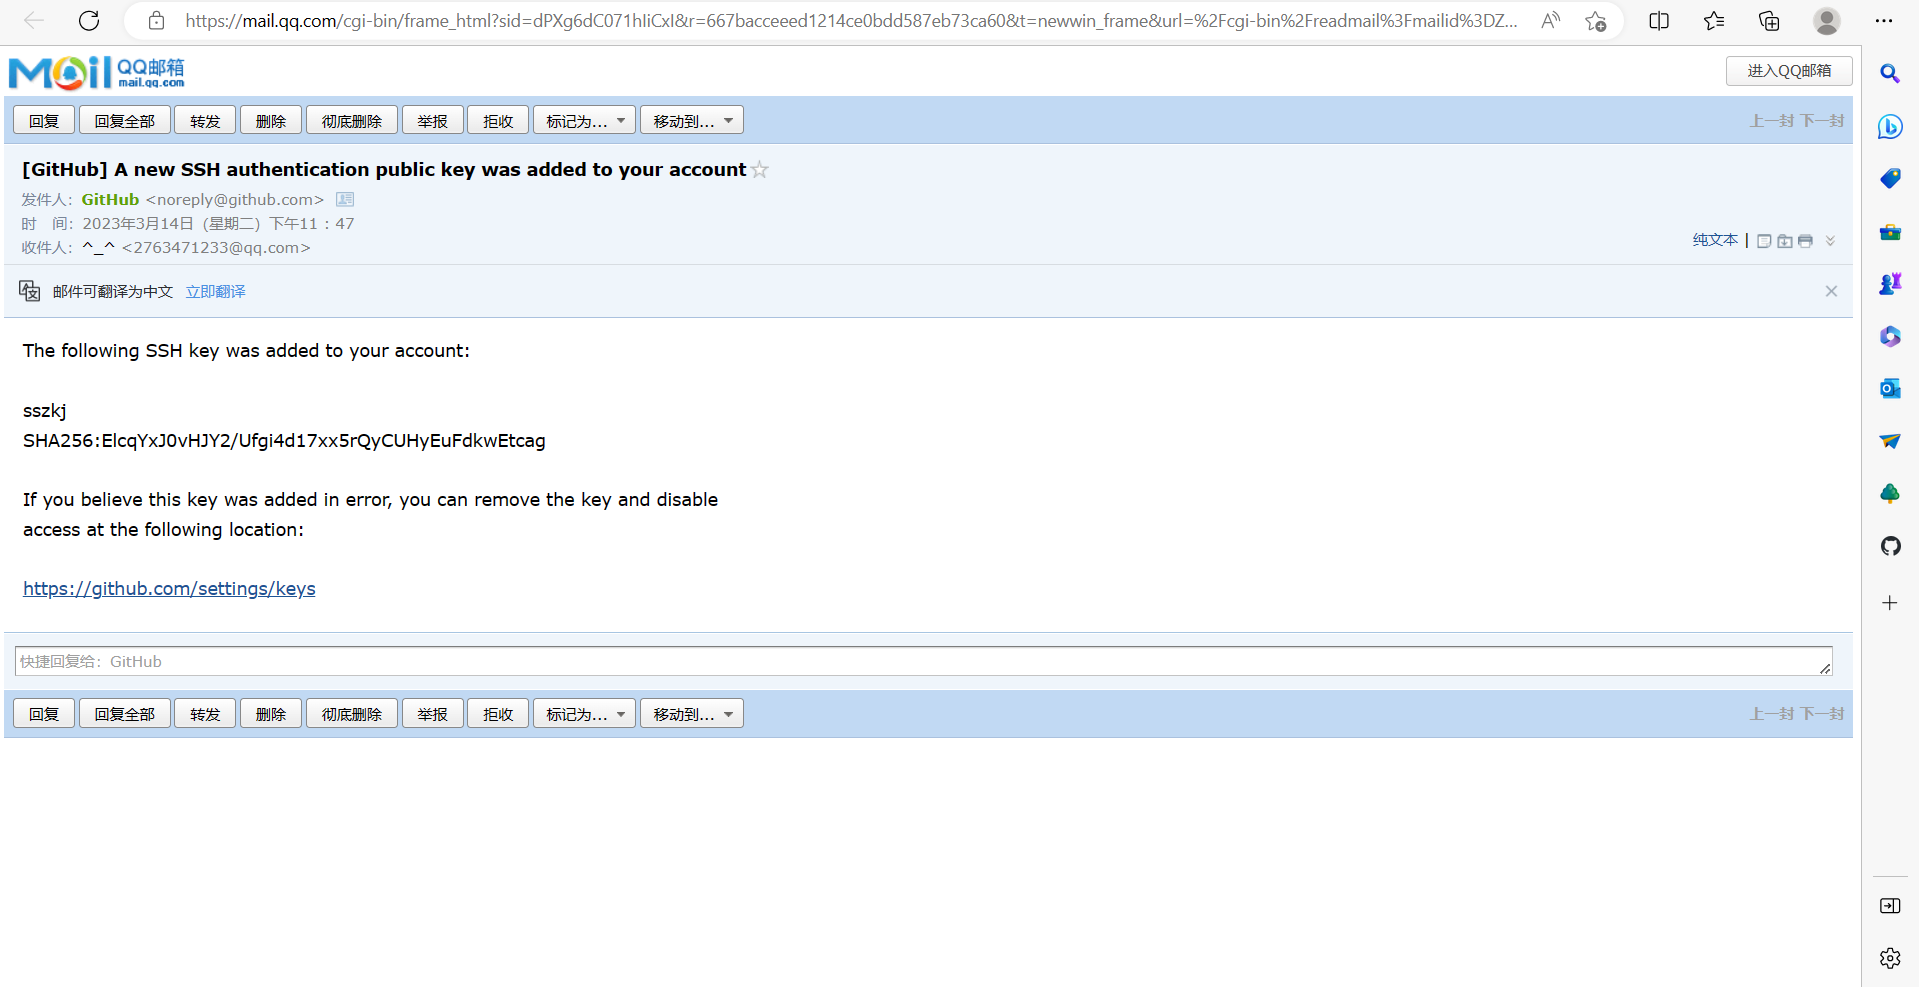 https://mail.qq.com/cgi-bin/frame_html?sid=dPXg6dC071hIiCxI&r=667bacceeed1214ce0bdd587eb73ca60&t=newwin_frame&url=%2Fcgi-bin%2Freadmail%3Fmailid%3DZ...
Mail QQ邮箱 mail.qq.com
进入QQ邮箱
回复 回复全部 转发 删除 彻底删除 举报 拒收 标记为... 移动到... 上一封 下一封
[GitHub] A new SSH authentication public key was added to your account
发件人：GitHub <noreply@github.com>
时　间：2023年3月14日（星期二）下午11：47
收件人：^_^ <2763471233@qq.com>
纯文本 |
邮件可翻译为中文 立即翻译
The following SSH key was added to your account:
sszkj
SHA256:ElcqYxJ0vHJY2/Ufgi4d17xx5rQyCUHyEuFdkwEtcag
If you believe this key was added in error, you can remove the key and disable
access at the following location:
https://github.com/settings/keys
快捷回复给：GitHub
回复 回复全部 转发 删除 彻底删除 举报 拒收 标记为... 移动到... 上一封 下一封